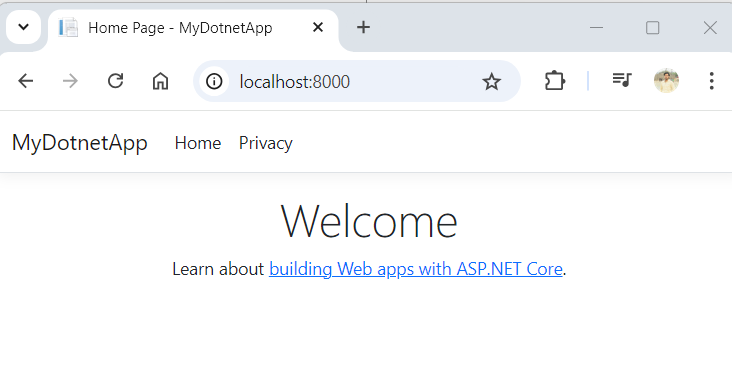 Home Page - MyDotnetApp
localhost:8000
MyDotnetApp Home Privacy
Welcome
Learn about building Web apps with ASP.NET Core.